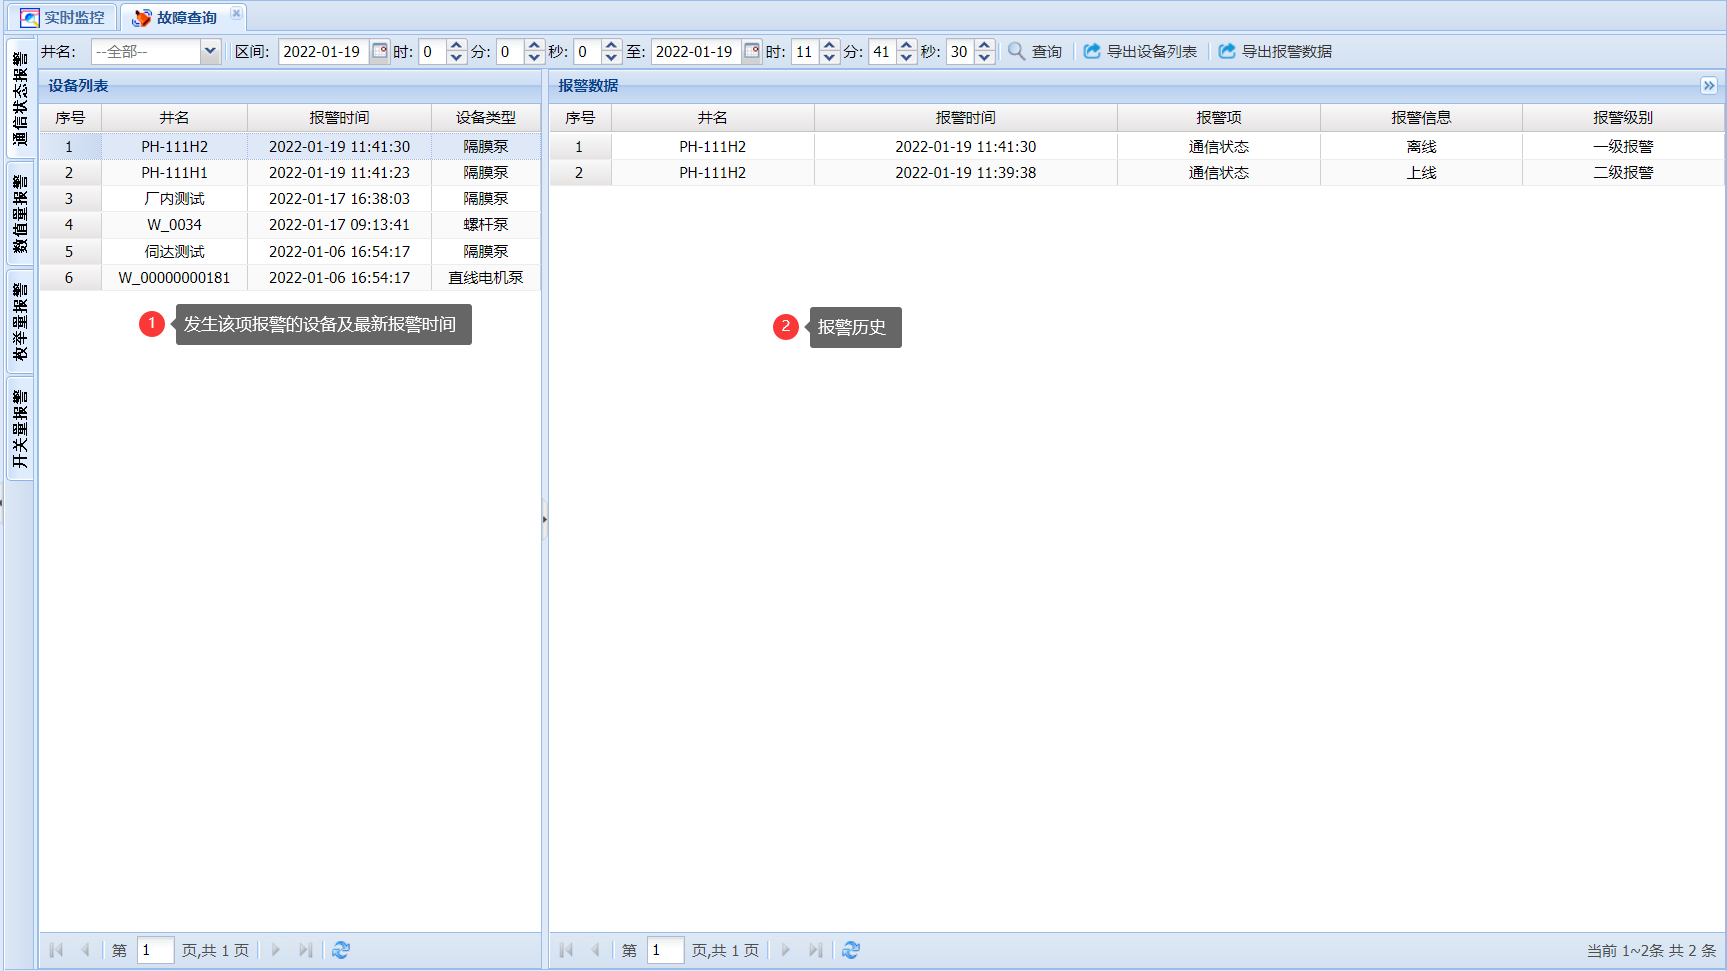 实时监控 故障查询
井名: --全部-- 区间: 2022-01-19 时: 0 分: 0 秒: 0 至: 2022-01-19 时: 11 分: 41 秒: 30 查询 导出设备列表 导出报警数据
通信状态报警
数值量报警
枚举量报警
开关量报警
设备列表
序号 井名 报警时间 设备类型
1 PH-111H2 2022-01-19 11:41:30 隔膜泵
2 PH-111H1 2022-01-19 11:41:23 隔膜泵
3 厂内测试 2022-01-17 16:38:03 隔膜泵
4 W_0034 2022-01-17 09:13:41 螺杆泵
5 伺达测试 2022-01-06 16:54:17 隔膜泵
6 W_00000000181 2022-01-06 16:54:17 直线电机泵
1 发生该项报警的设备及最新报警时间
第 1 页,共 1 页
报警数据
序号 井名 报警时间 报警项 报警信息 报警级别
1 PH-111H2 2022-01-19 11:41:30 通信状态 离线 一级报警
2 PH-111H2 2022-01-19 11:39:38 通信状态 上线 二级报警
2 报警历史
第 1 页,共 1 页
当前 1~2条 共 2 条